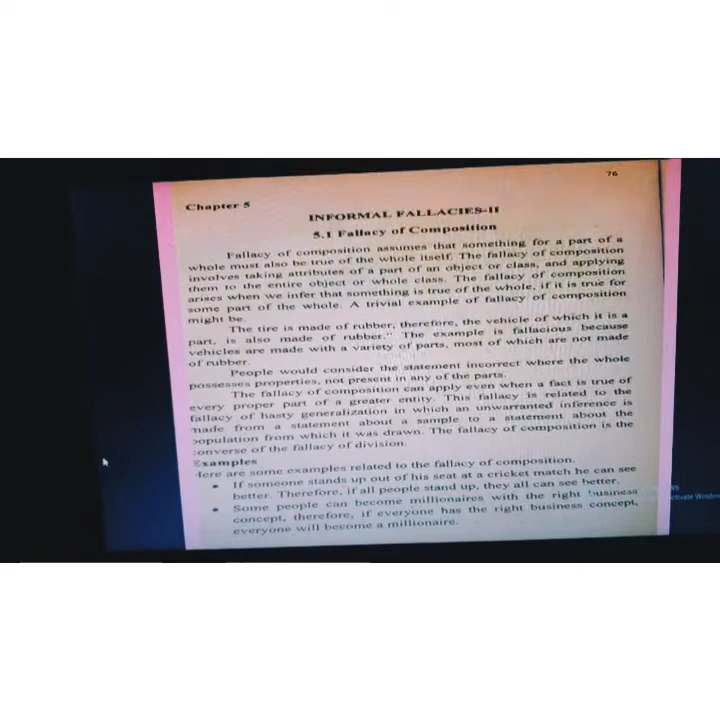 76
Chapter 5
INFORMAL FALLACIES-II
5.1 Fallacy of Composition
Fallacy of composition assumes that something for a part of a
whole must also be true of the whole itself. The fallacy of composition
involves taking attributes of a part of an object or class, and applying
them to the entire object or whole class. The fallacy of composition
arises when we infer that something is true of the whole, if it is true for
some part of the whole. A trivial example of fallacy of composition
might be.
The tire is made of rubber, therefore, the vehicle of which it is a
part, is also made of rubber." The example is fallacious because
vehicles are made with a variety of parts, most of which are not made
of rubber.
People would consider the statement incorrect where the whole
possesses properties, not present in any of the parts.
The fallacy of composition can apply even when a fact is true of
every proper part of a greater entity. This fallacy is related to the
fallacy of hasty generalization in which an unwarranted inference is
made from a statement about a sample to a statement about the
population from which it was drawn. The fallacy of composition is the
converse of the fallacy of division.
Examples
Here are some examples related to the fallacy of composition.
• If someone stands up out of his seat at a cricket match he can see
better. Therefore, if all people stand up, they all can see better.
• Some people can become millionaires with the right business
concept, therefore, if everyone has the right business concept,
everyone will become a millionaire.